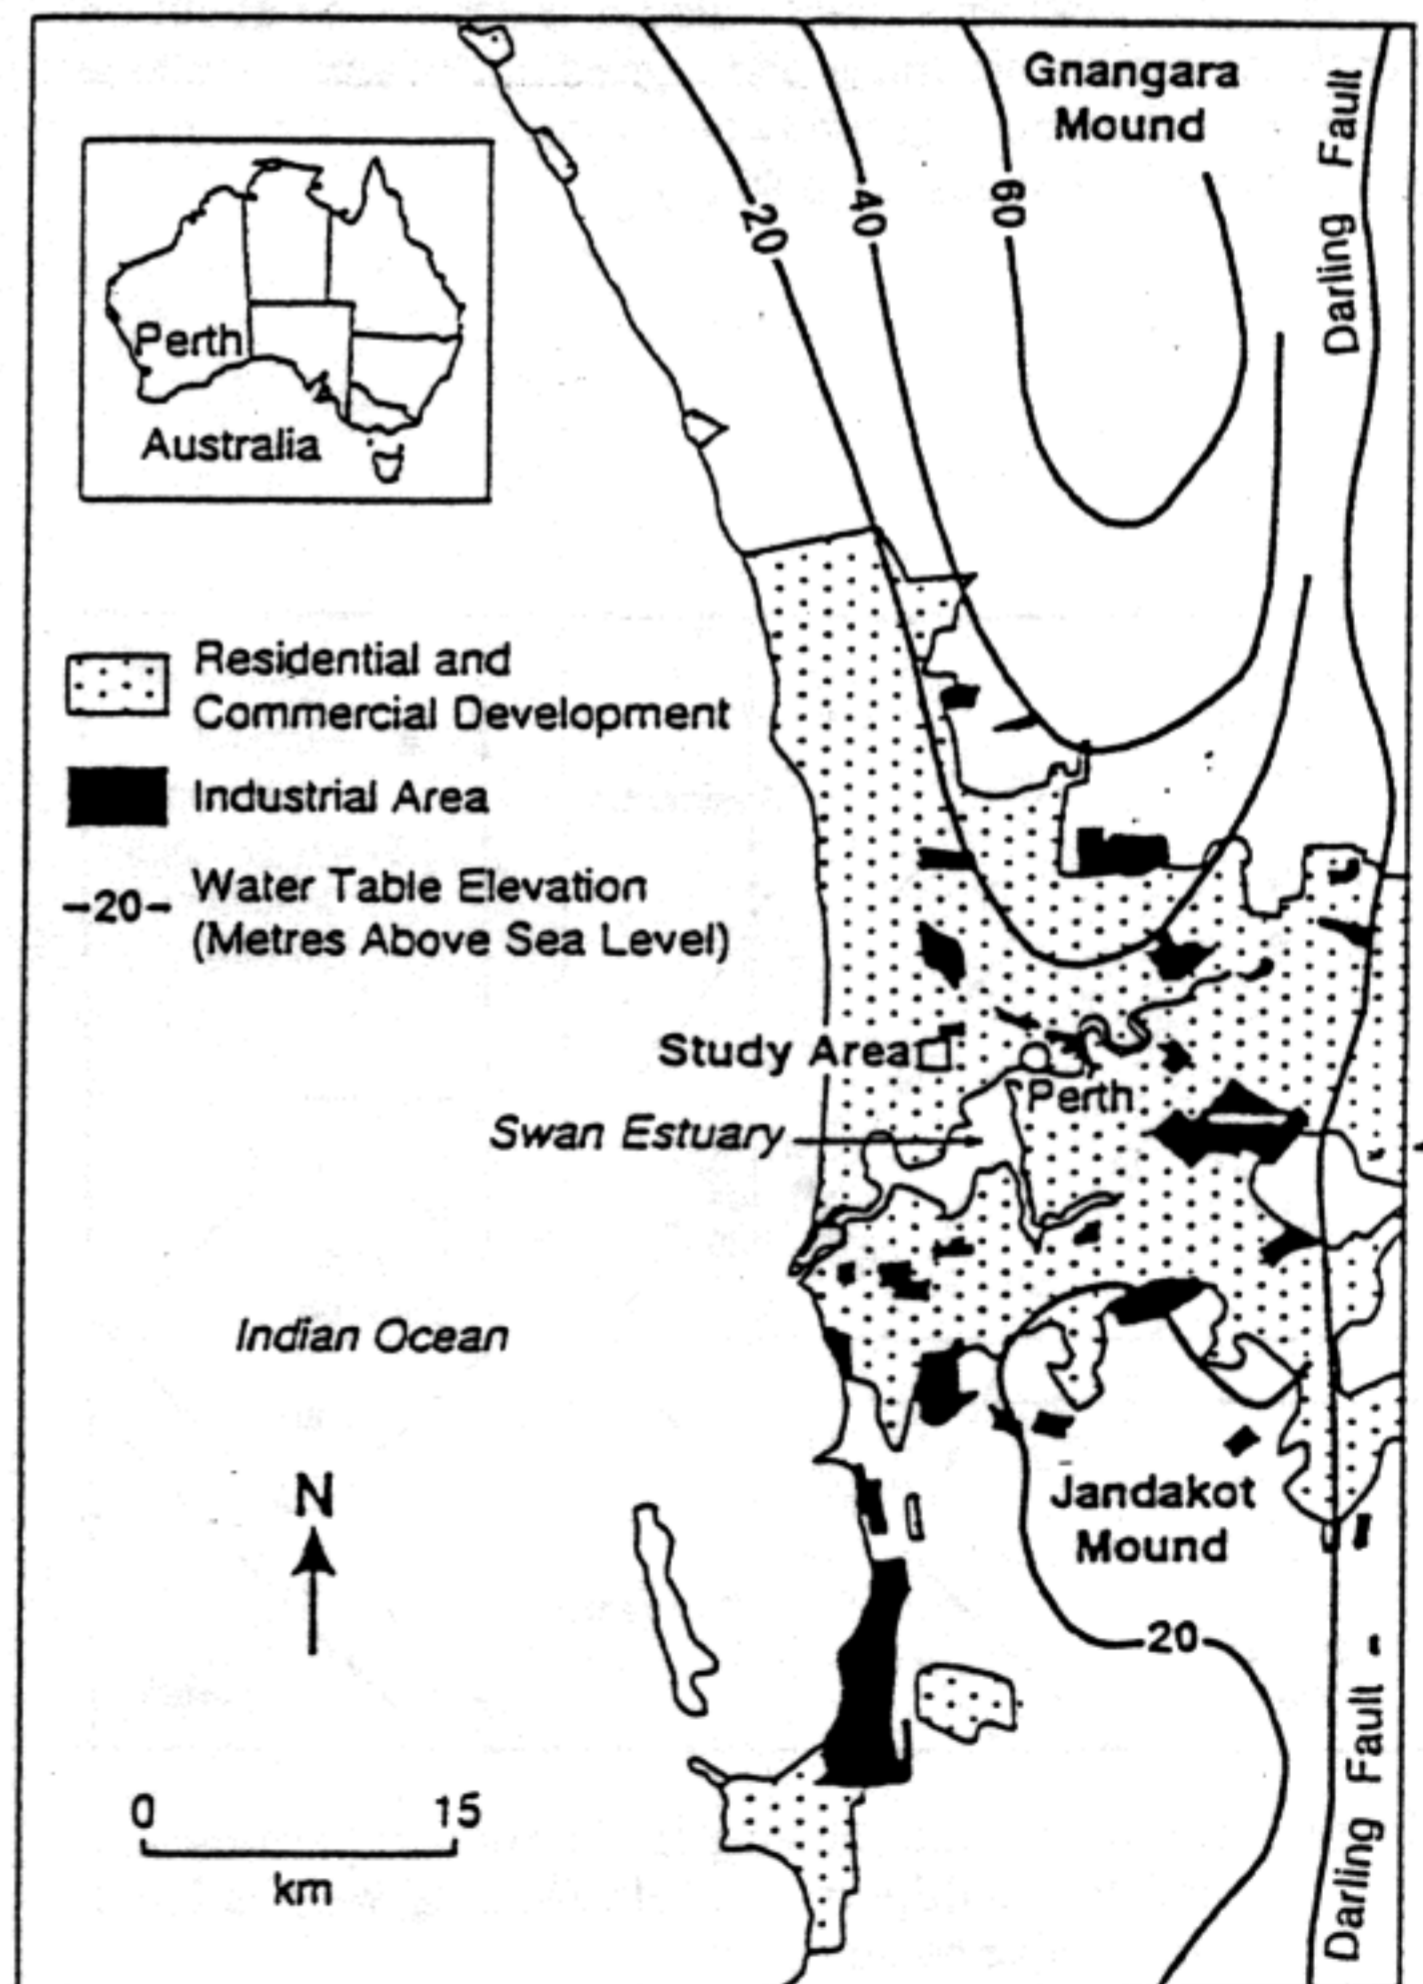 Gnangara
Mound
Darling Fault
20
40
60
Perth
Australia
Residential and
Commercial Development
Industrial Area
-20- Water Table Elevation
(Metres Above Sea Level)
Study Area
Perth
Swan Estuary
Indian Ocean
N
Jandakot
Mound
20
0 15
km
Darling Fault